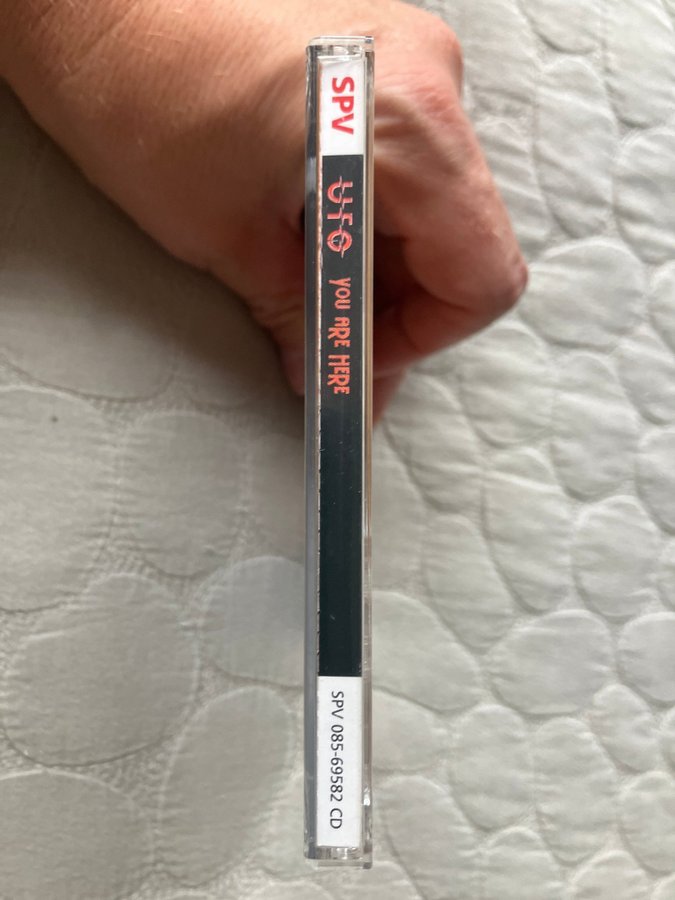 SPV
UFO
YOU ARE HERE
SPV 085-69582 CD